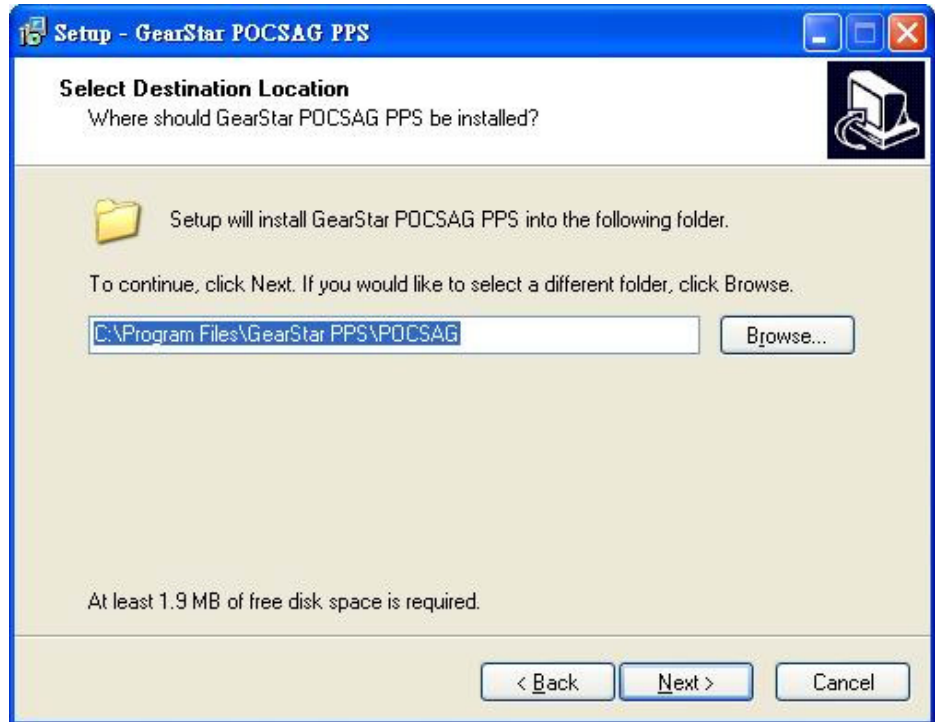 Setup - GearStar POCSAG PPS
Select Destination Location
Where should GearStar POCSAG PPS be installed?
Setup will install GearStar POCSAG PPS into the following folder.
To continue, click Next. If you would like to select a different folder, click Browse.
C:\Program Files\GearStar PPS\POCSAG
Browse...
At least 1.9 MB of free disk space is required.
< Back
Next >
Cancel